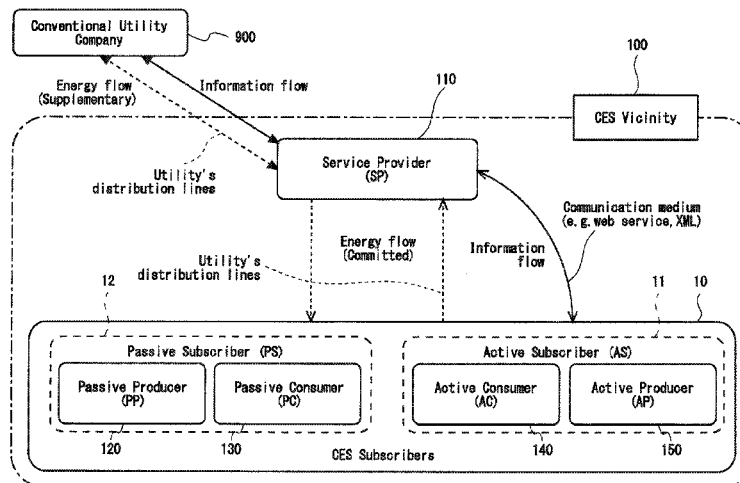 Conventional Utility
Company
900
Energy flow
(Supplementary)
Information flow
110
100
CES Vicinity
Service Provider
(SP)
Utility's
distribution lines
Communication medium
(e.g. web service, XML)
Energy flow
(Committed)
Utility's
distribution lines
Information
flow
12
11
10
Passive Subscriber (PS)
Active Subscriber (AS)
Passive Producer
(PP)
Passive Consumer
(PC)
Active Consumer
(AC)
Active Producer
(AP)
120
130
140
150
CES Subscribers